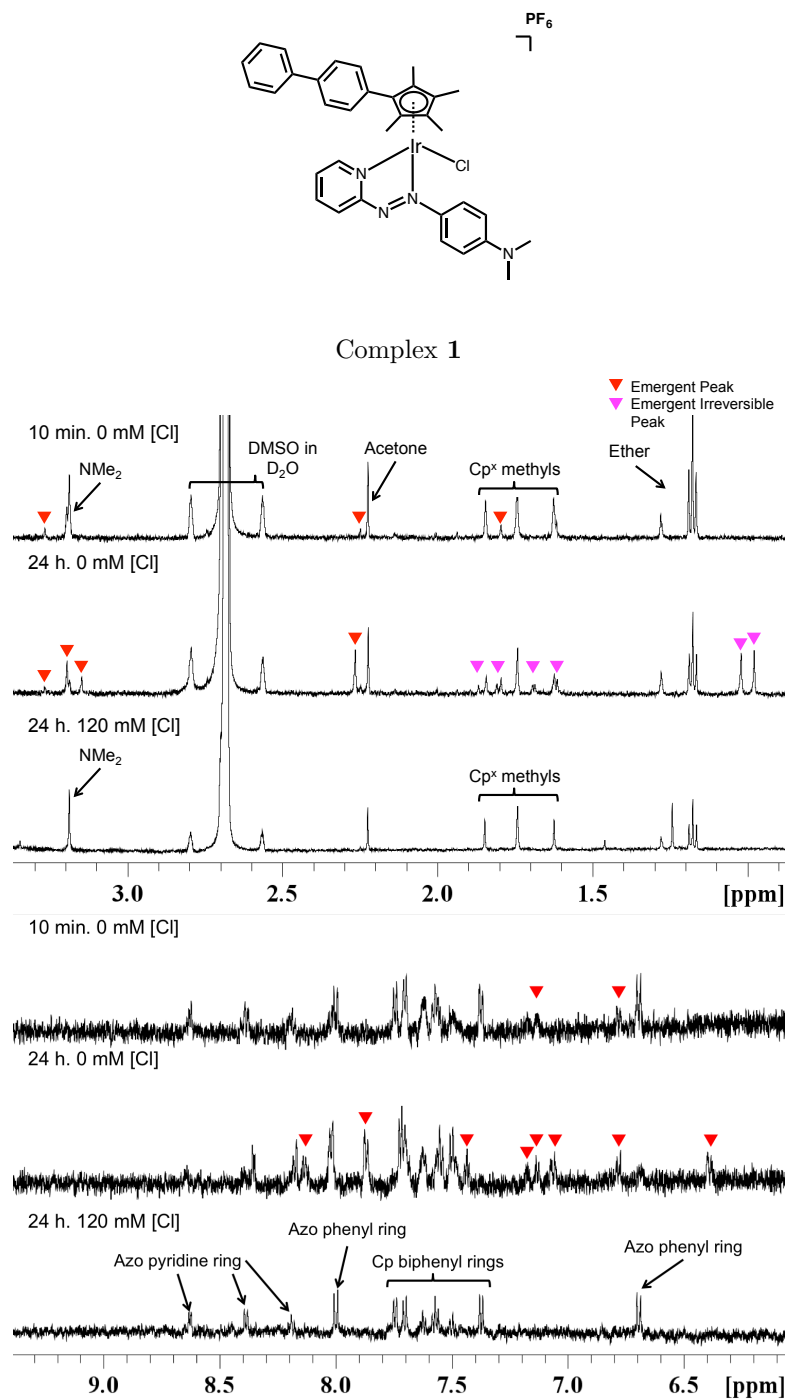 PF6
Ir
Cl
N
N
N
N
Complex 1
Emergent Peak
Emergent Irreversible
Peak
10 min. 0 mM [Cl]
NMe2
DMSO in
D2O
Acetone
Cpx methyls
Ether
24 h. 0 mM [Cl]
24 h. 120 mM [Cl]
NMe2
Cpx methyls
3.0 2.5 2.0 1.5 [ppm]
10 min. 0 mM [Cl]
24 h. 0 mM [Cl]
24 h. 120 mM [Cl]
Azo pyridine ring
Azo phenyl ring
Cp biphenyl rings
Azo phenyl ring
9.0 8.5 8.0 7.5 7.0 6.5 [ppm]